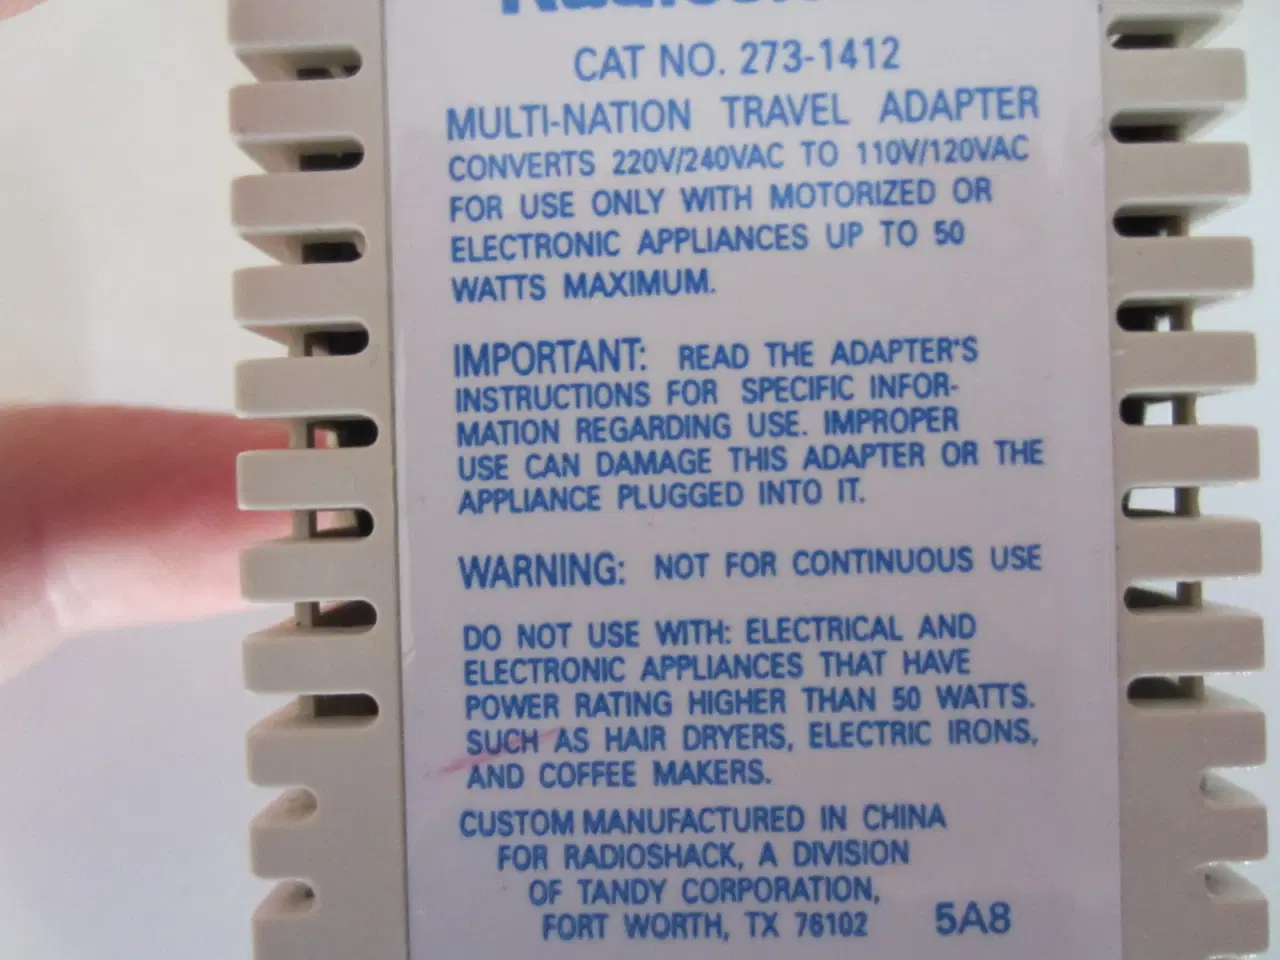 CAT NO. 273-1412
MULTI-NATION TRAVEL ADAPTER
CONVERTS 220V/240VAC TO 110V/120VAC
FOR USE ONLY WITH MOTORIZED OR
ELECTRONIC APPLIANCES UP TO 50
WATTS MAXIMUM.
IMPORTANT: READ THE ADAPTER'S
INSTRUCTIONS FOR SPECIFIC INFOR-
MATION REGARDING USE. IMPROPER
USE CAN DAMAGE THIS ADAPTER OR THE
APPLIANCE PLUGGED INTO IT.
WARNING: NOT FOR CONTINUOUS USE
DO NOT USE WITH: ELECTRICAL AND
ELECTRONIC APPLIANCES THAT HAVE
POWER RATING HIGHER THAN 50 WATTS.
SUCH AS HAIR DRYERS, ELECTRIC IRONS,
AND COFFEE MAKERS.
CUSTOM MANUFACTURED IN CHINA
FOR RADIOSHACK, A DIVISION
OF TANDY CORPORATION,
FORT WORTH, TX 76102 5A8